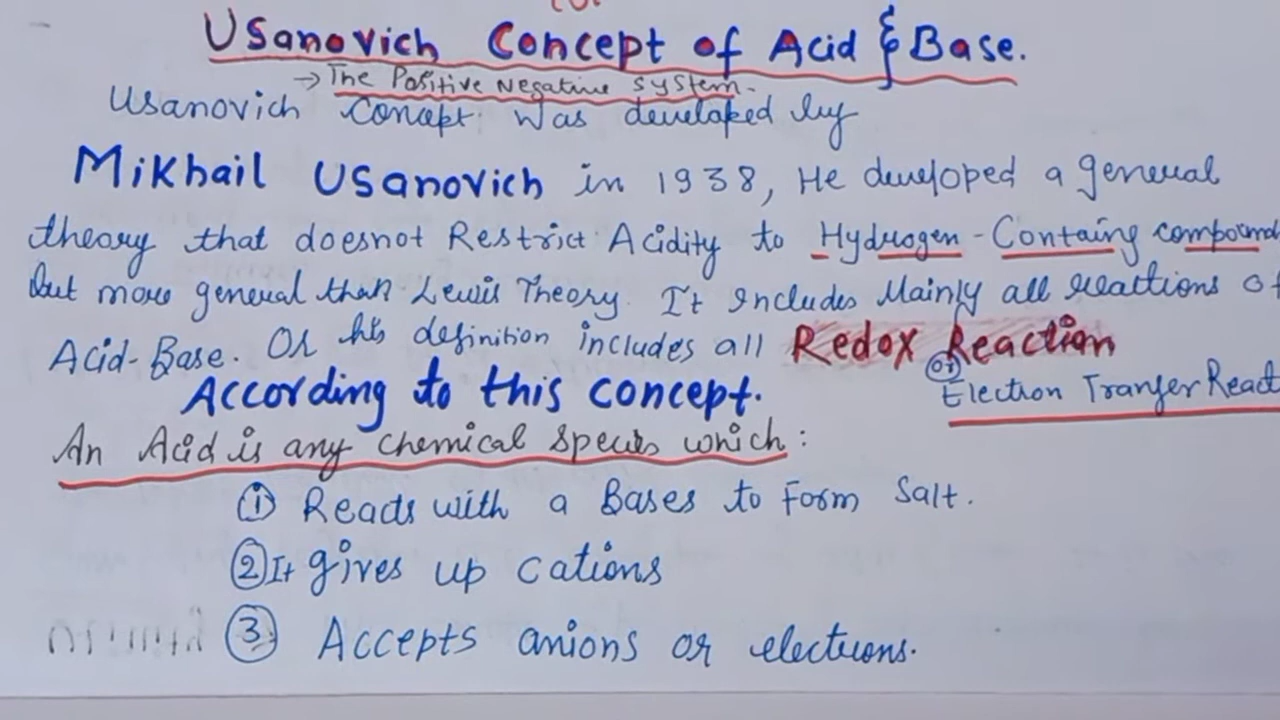 Usanovich Concept of Acid & Base.
→ The Positive Negative System.
Usanovich Concept was developed by
Mikhail Usanovich in 1938, He developed a general
theory that doesnot Restrict Acidity to Hydrogen-Containg compound
but more general than Lewis Theory. It Includes Mainly all reactions of
Acid-Base. Or his definition includes all Redox Reaction
(or)
Election Tranfer React
According to this concept.
An Acid is any chemical species which:
① Reacts with a Bases to Form Salt.
② It gives up cations
③ Accepts anions or electrons.